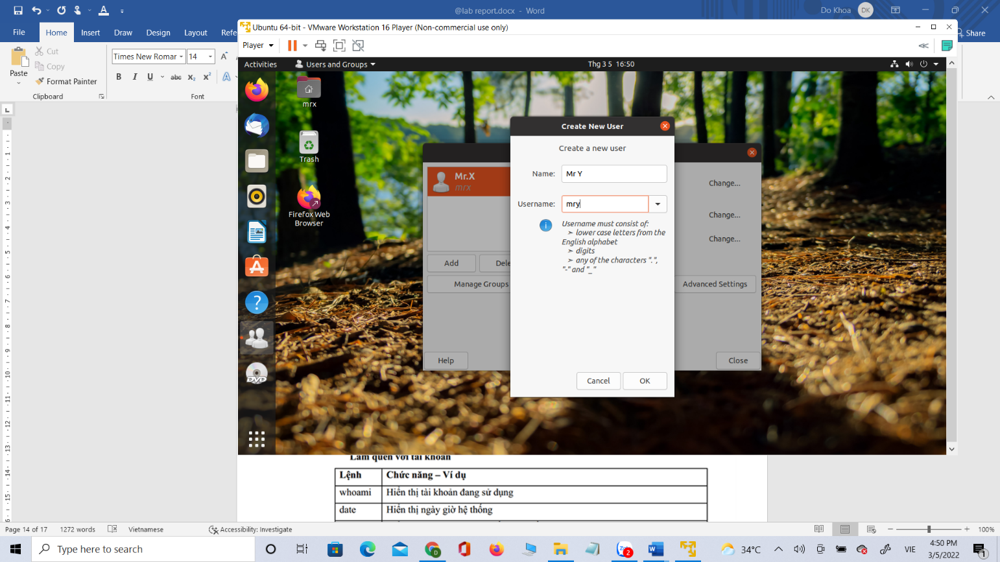 @lab report.docx - Word
Do Khoa DK
File Home Insert Draw Design Layout Share
Ubuntu 64-bit - VMware Workstation 16 Player (Non-commercial use only)
Cut
Copy
Paste
Format Painter
Clipboard
Times New Romar 14
B I U abc x₂ x² A
Font
Player
Activities Users and Groups Thg 3 5 16:50
mrx
Trash
Firefox Web
Browser
Create New User
Create a new user
Name: Mr Y
Username: mry
Username must consist of:
➣ lower case letters from the
English alphabet
➣ digits
➣ any of the characters ".",
"-" and "_"
Cancel OK
Mr.X
mrx
Change...
Change...
Change...
Add
Manage Groups
Advanced Settings
Help
Close
DVD
Làm quen với tài khoản
Lệnh Chức năng – Ví dụ
whoami Hiển thị tài khoản đang sử dụng
date Hiển thị ngày giờ hệ thống
Page 14 of 17 1272 words Vietnamese Accessibility: Investigate 100%
Type here to search
34°C VIE
4:50 PM
3/5/2022